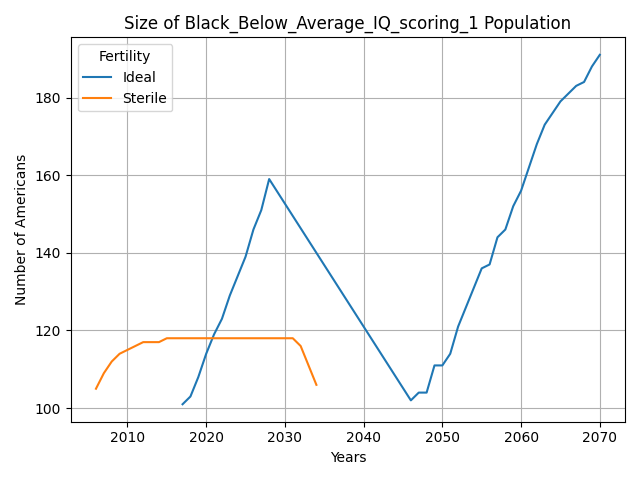 Size of Black_Below_Average_IQ_scoring_1 Population
Fertility
Ideal
Sterile
Number of Americans
180
160
140
120
100
2010 2020 2030 2040 2050 2060 2070
Years